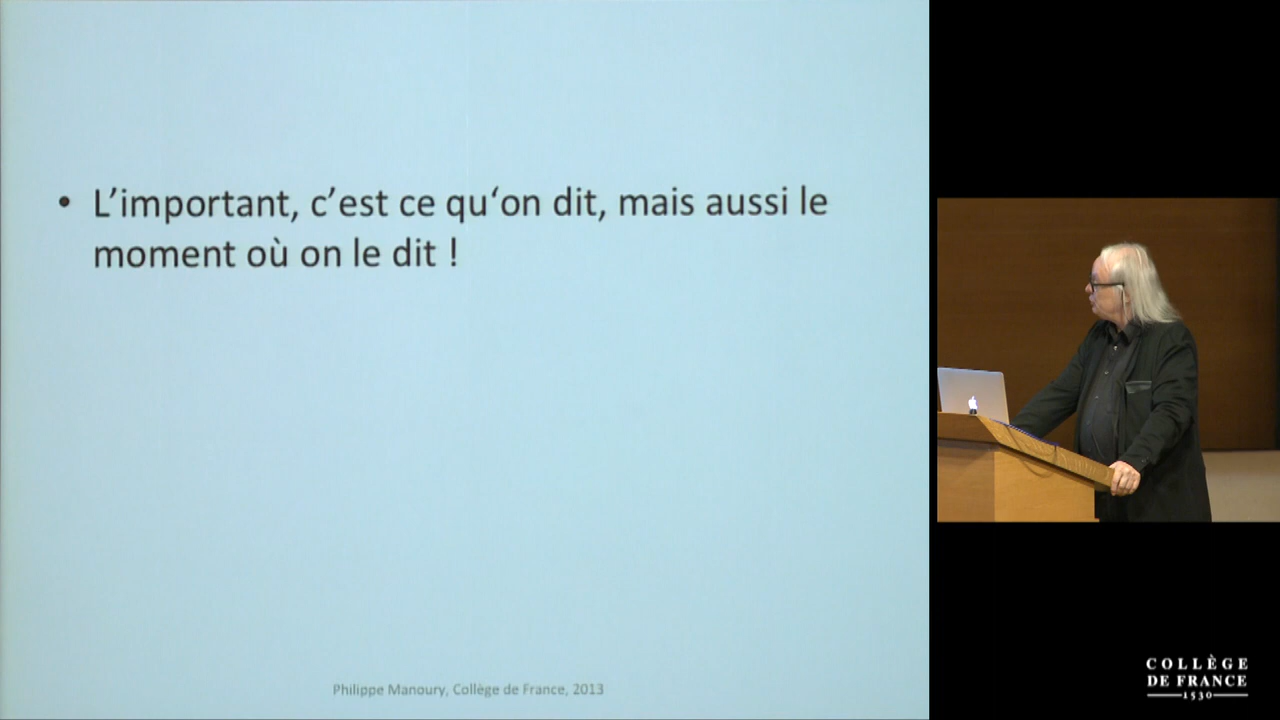 • L'important, c'est ce qu‘on dit, mais aussi le
moment où on le dit !
Philippe Manoury, Collège de France, 2013
COLLÈGE
DE FRANCE
1530